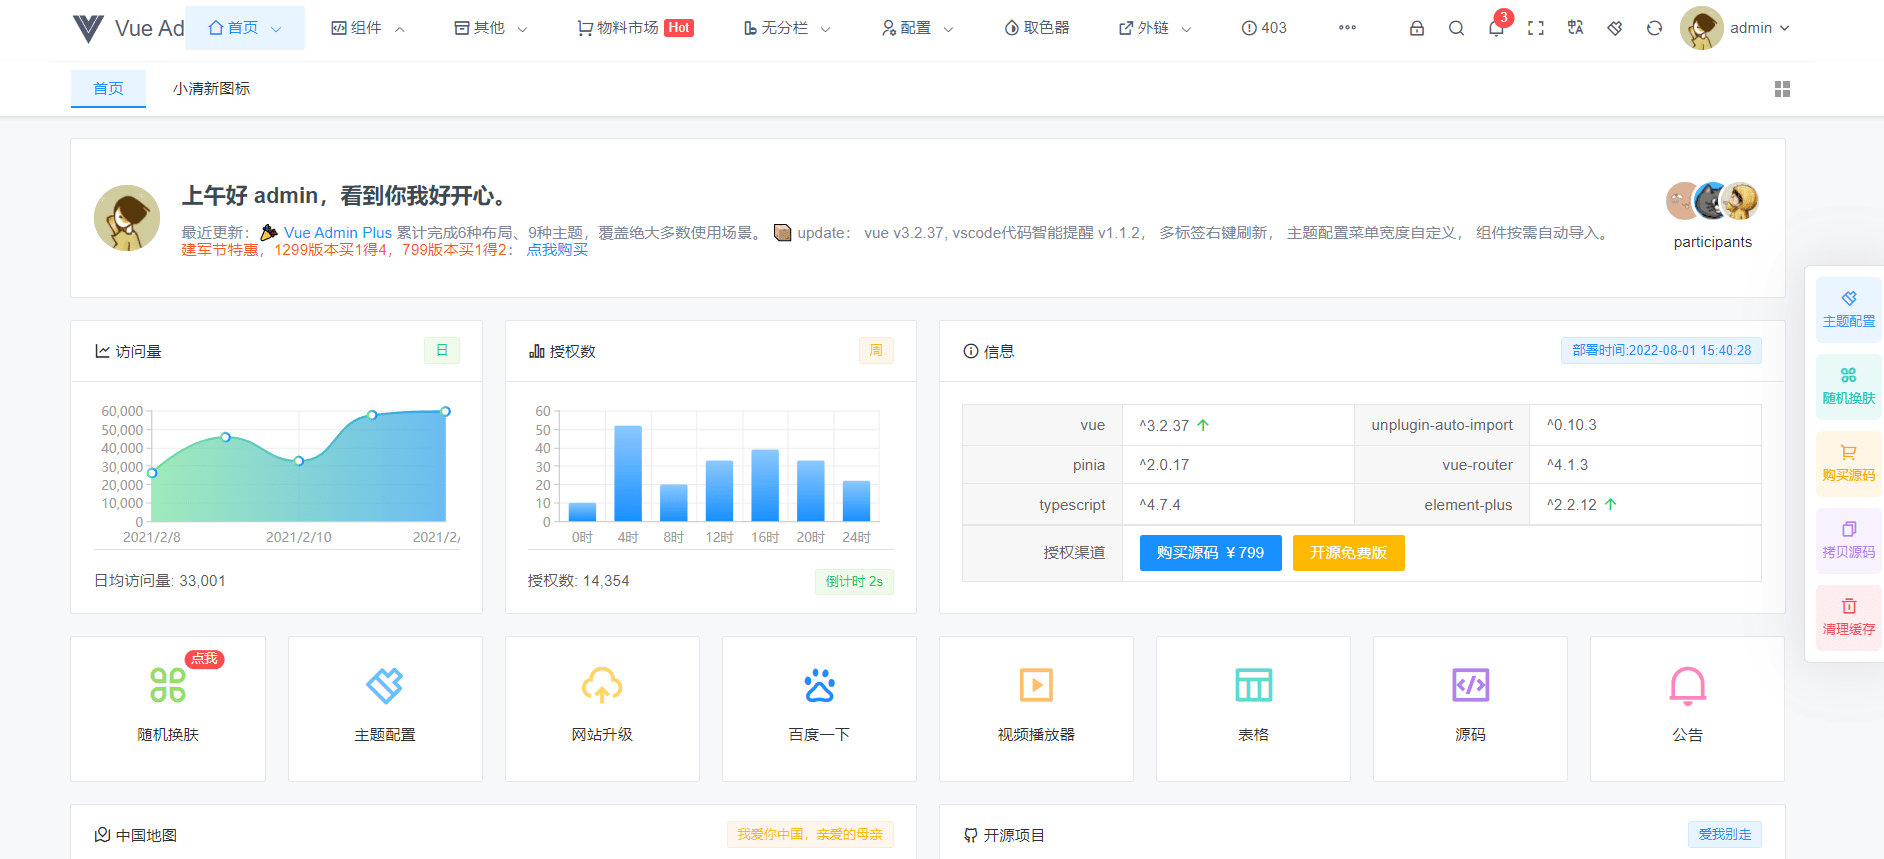 Vue Ad 首页 组件 其他 物料市场 Hot 无分栏 配置 取色器 外链 403 ••• 3 admin
首页 小清新图标
上午好 admin，看到你我好开心。
最近更新： Vue Admin Plus 累计完成6种布局、9种主题，覆盖绝大多数使用场景。 update： vue v3.2.37, vscode代码智能提醒 v1.1.2， 多标签右键刷新， 主题配置菜单宽度自定义， 组件按需自动导入。
建军节特惠，1299版本买1得4，799版本买1得2： 点我购买
participants
主题配置
随机换肤
购买源码
拷贝源码
清理缓存
访问量 日
60,000
50,000
40,000
30,000
20,000
10,000
0
2021/2/8 2021/2/10 2021/2/
日均访问量: 33,001
授权数 周
60
50
40
30
20
10
0
0时 4时 8时 12时 16时 20时 24时
授权数: 14,354 倒计时 2s
信息 部署时间:2022-08-01 15:40:28
vue ^3.2.37 unplugin-auto-import ^0.10.3
pinia ^2.0.17 vue-router ^4.1.3
typescript ^4.7.4 element-plus ^2.2.12
授权渠道 购买源码 ￥799 开源免费版
点我
随机换肤 主题配置 网站升级 百度一下 视频播放器 表格 源码 公告
中国地图 我爱你中国，亲爱的母亲
开源项目 爱我别走